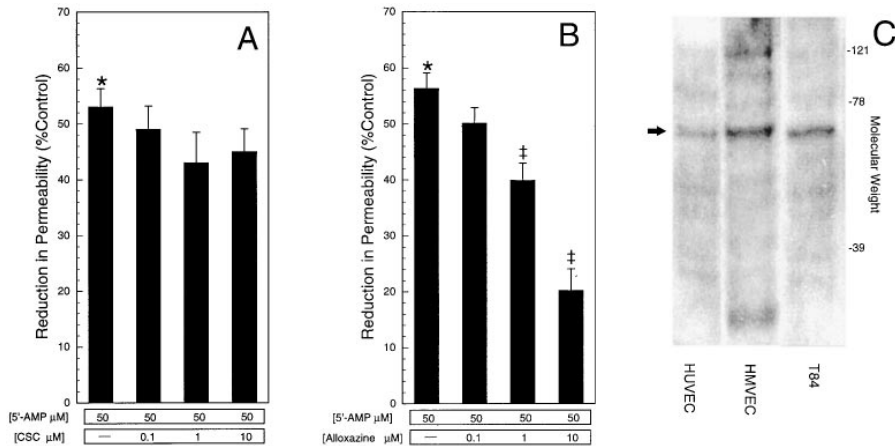 A
Reduction in Permeability (%Control)
70
60
50
40
30
20
10
0
*
[5'-AMP µM] 50 50 50 50
[CSC µM] — 0.1 1 10
B
Reduction in Permeability (%Control)
70
60
50
40
30
20
10
0
*
‡
‡
[5'-AMP µM] 50 50 50 50
[Alloxazine µM] — 0.1 1 10
C
-121
-78
-39
Molecular Weight
HUVEC
HMVEC
T84